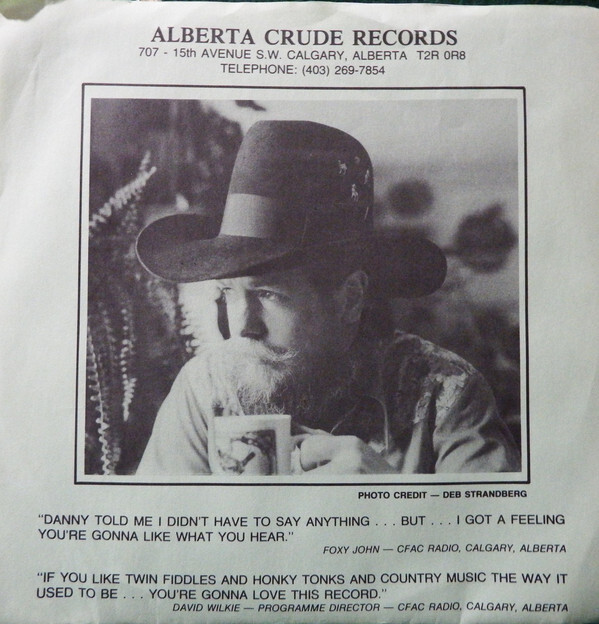 ALBERTA CRUDE RECORDS
707 - 15th AVENUE S.W. CALGARY, ALBERTA T2R 0R8
TELEPHONE: (403) 269-7854
PHOTO CREDIT — DEB STRANDBERG
"DANNY TOLD ME I DIDN'T HAVE TO SAY ANYTHING . . . BUT . . . I GOT A FEELING
YOU'RE GONNA LIKE WHAT YOU HEAR."
FOXY JOHN — CFAC RADIO, CALGARY, ALBERTA
"IF YOU LIKE TWIN FIDDLES AND HONKY TONKS AND COUNTRY MUSIC THE WAY IT
USED TO BE . . . YOU'RE GONNA LOVE THIS RECORD."
DAVID WILKIE — PROGRAMME DIRECTOR — CFAC RADIO, CALGARY, ALBERTA